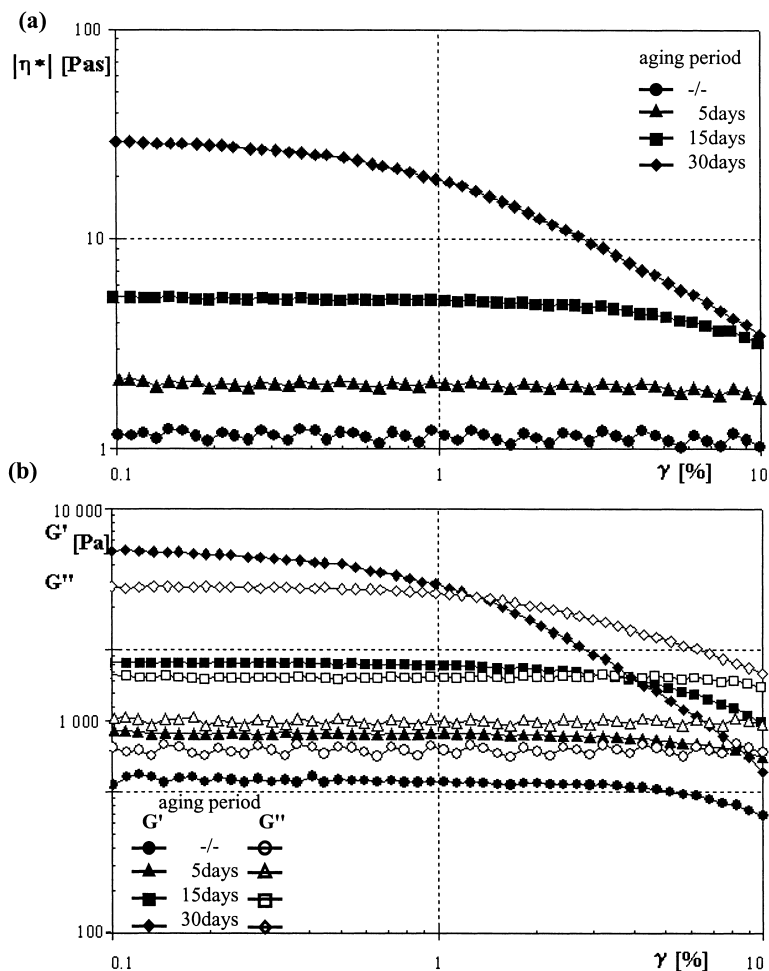 (a)
100
|η*| [Pas]
aging period
-/-
5days
15days
30days
10
1
0.1 1 10
γ [%]
(b)
10 000
G' [Pa]
G''
1 000
aging period
G' G''
-/-
5days
15days
30days
100
0.1 1 10
γ [%]